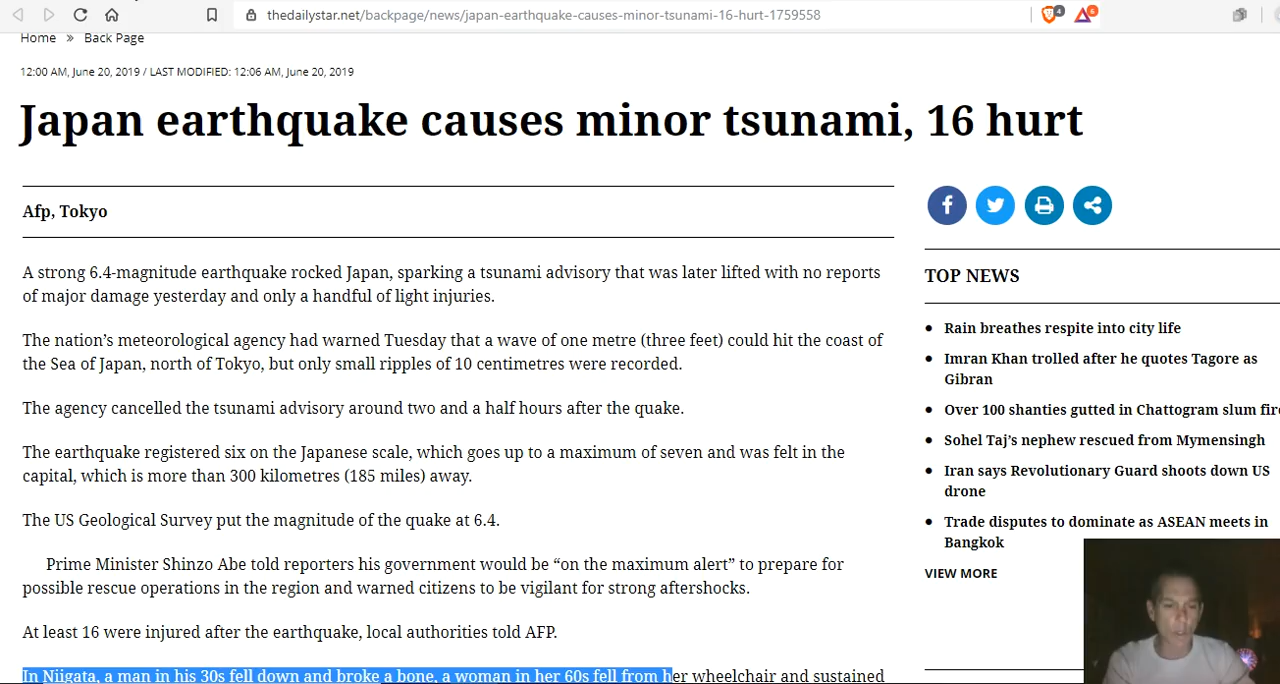 thedailystar.net/backpage/news/japan-earthquake-causes-minor-tsunami-16-hurt-1759558
4
6
Home » Back Page
12:00 AM, June 20, 2019 / LAST MODIFIED: 12:06 AM, June 20, 2019
Japan earthquake causes minor tsunami, 16 hurt
Afp, Tokyo
A strong 6.4-magnitude earthquake rocked Japan, sparking a tsunami advisory that was later lifted with no reports
of major damage yesterday and only a handful of light injuries.
The nation’s meteorological agency had warned Tuesday that a wave of one metre (three feet) could hit the coast of
the Sea of Japan, north of Tokyo, but only small ripples of 10 centimetres were recorded.
The agency cancelled the tsunami advisory around two and a half hours after the quake.
The earthquake registered six on the Japanese scale, which goes up to a maximum of seven and was felt in the
capital, which is more than 300 kilometres (185 miles) away.
The US Geological Survey put the magnitude of the quake at 6.4.
Prime Minister Shinzo Abe told reporters his government would be “on the maximum alert” to prepare for
possible rescue operations in the region and warned citizens to be vigilant for strong aftershocks.
At least 16 were injured after the earthquake, local authorities told AFP.
In Niigata, a man in his 30s fell down and broke a bone, a woman in her 60s fell from her wheelchair and sustained
TOP NEWS
Rain breathes respite into city life
Imran Khan trolled after he quotes Tagore as
Gibran
Over 100 shanties gutted in Chattogram slum fire
Sohel Taj’s nephew rescued from Mymensingh
Iran says Revolutionary Guard shoots down US
drone
Trade disputes to dominate as ASEAN meets in
Bangkok
VIEW MORE